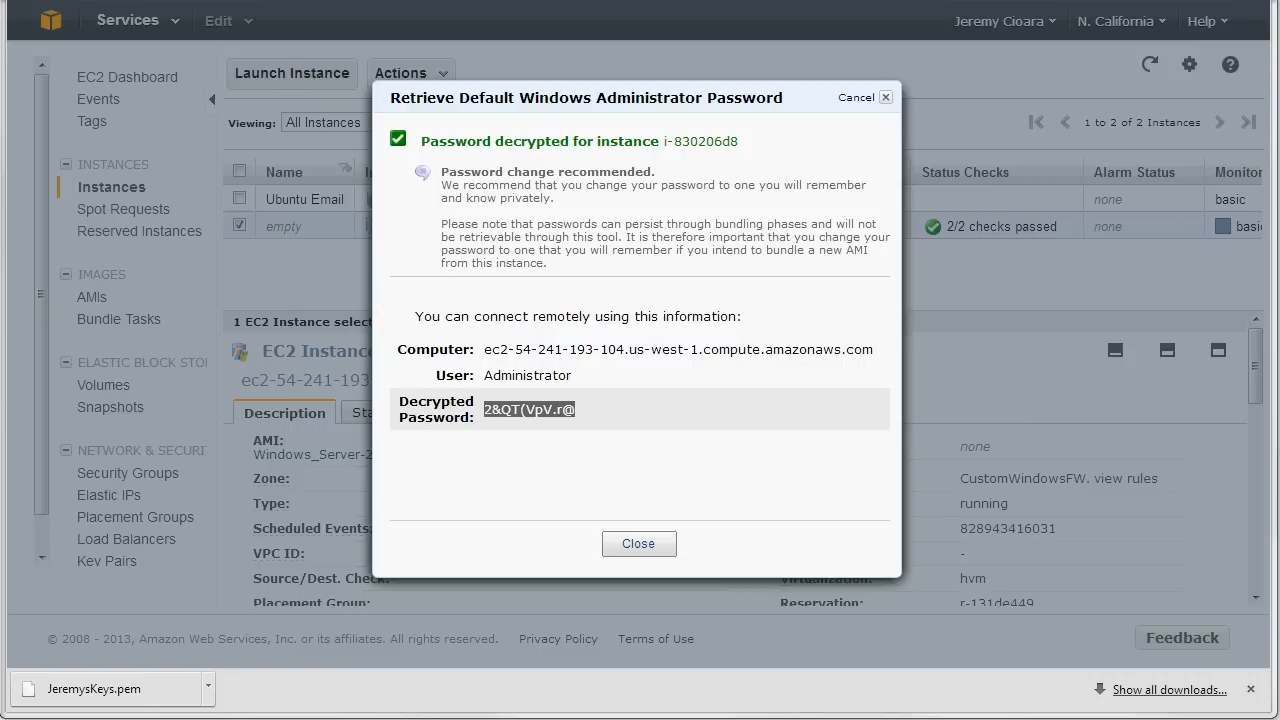 Services Edit Jeremy Cioara N. California Help
EC2 Dashboard
Events
Tags
INSTANCES
Instances
Spot Requests
Reserved Instances
IMAGES
AMIs
Bundle Tasks
ELASTIC BLOCK STO
Volumes
Snapshots
NETWORK & SECURIT
Security Groups
Elastic IPs
Placement Groups
Load Balancers
Key Pairs
Launch Instance Actions
Viewing: All Instances 1 to 2 of 2 Instances
Name Status Checks Alarm Status Monitor
Ubuntu Email none basic
empty 2/2 checks passed none basi
1 EC2 Instance select
EC2 Instanc
ec2-54-241-193
Description Sta
AMI: none
Windows_Server-2
Zone: CustomWindowsFW. view rules
Type: running
Scheduled Events: 828943416031
VPC ID: -
Source/Dest. Check: Virtualization: hvm
Placement Group: Reservation: r-131de449
Retrieve Default Windows Administrator Password Cancel
Password decrypted for instance i-830206d8
Password change recommended.
We recommend that you change your password to one you will remember
and know privately.
Please note that passwords can persist through bundling phases and will not
be retrievable through this tool. It is therefore important that you change your
password to one that you will remember if you intend to bundle a new AMI
from this instance.
You can connect remotely using this information:
Computer: ec2-54-241-193-104.us-west-1.compute.amazonaws.com
User: Administrator
Decrypted
Password: 2&QT(VpV.r@
Close
© 2008 - 2013, Amazon Web Services, Inc. or its affiliates. All rights reserved. Privacy Policy Terms of Use Feedback
JeremysKeys.pem Show all downloads...